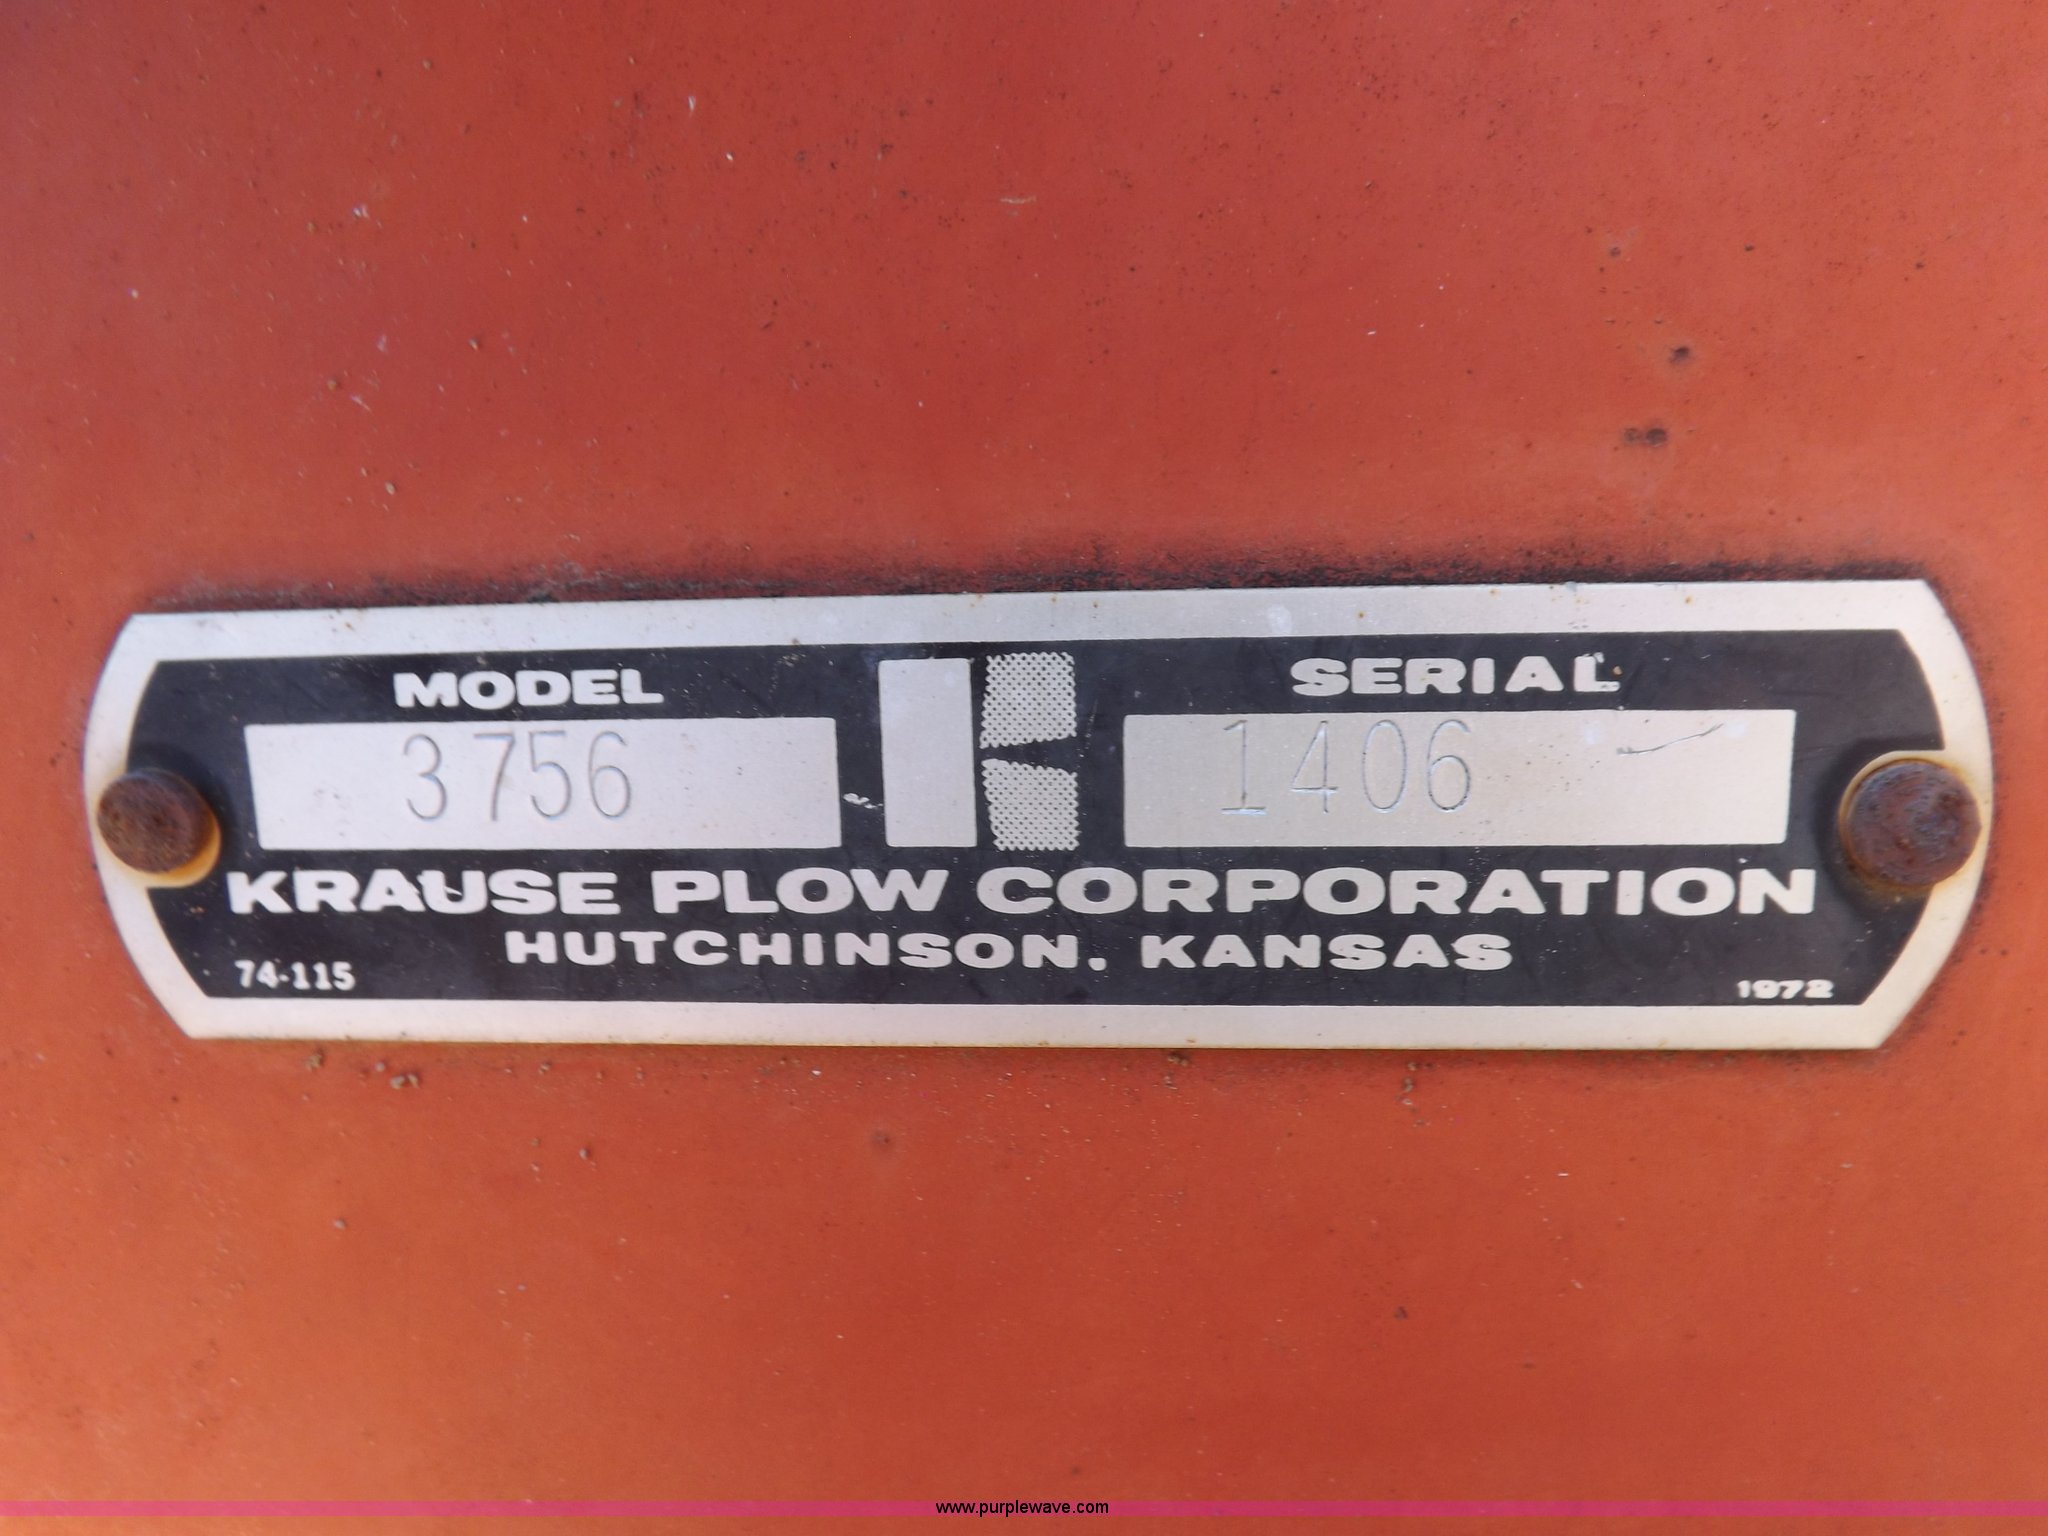 MODEL
SERIAL
3756
1406
KRAUSE PLOW CORPORATION
HUTCHINSON, KANSAS
74-115
1972
www.purplewave.com